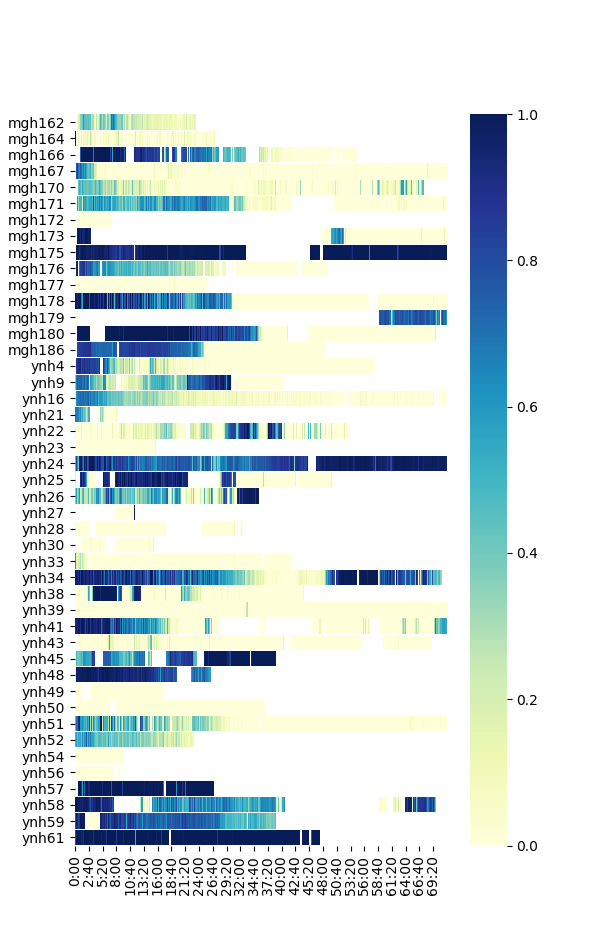 mgh162
mgh164
mgh166
mgh167
mgh170
mgh171
mgh172
mgh173
mgh175
mgh176
mgh177
mgh178
mgh179
mgh180
mgh186
ynh4
ynh9
ynh16
ynh21
ynh22
ynh23
ynh24
ynh25
ynh26
ynh27
ynh28
ynh30
ynh33
ynh34
ynh38
ynh39
ynh41
ynh43
ynh45
ynh48
ynh49
ynh50
ynh51
ynh52
ynh54
ynh56
ynh57
ynh58
ynh59
ynh61
0:00
2:40
5:20
8:00
10:40
13:20
16:00
18:40
21:20
24:00
26:40
29:20
32:00
34:40
37:20
40:00
42:40
45:20
48:00
50:40
53:20
56:00
58:40
61:20
64:00
66:40
69:20
1.0
0.8
0.6
0.4
0.2
0.0